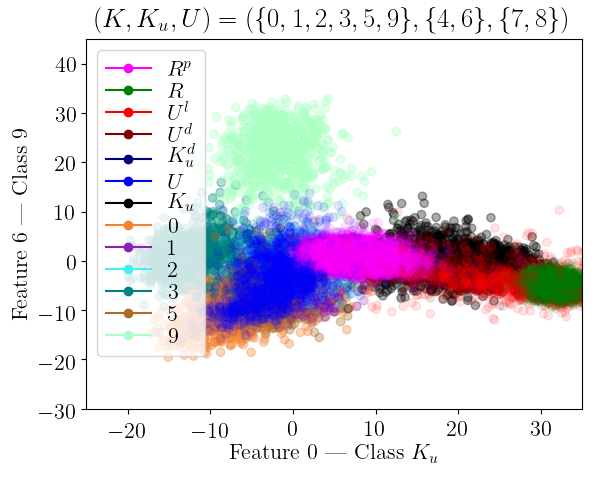 (K, K_u, U) = ({0, 1, 2, 3, 5, 9}, {4, 6}, {7, 8})
40
30
20
10
0
−10
−20
−30
Feature 6 — Class 9
R^p
R
U^l
U^d
K_u^d
U
K_u
0
1
2
3
5
9
−20
−10
0
10
20
30
Feature 0 — Class K_u